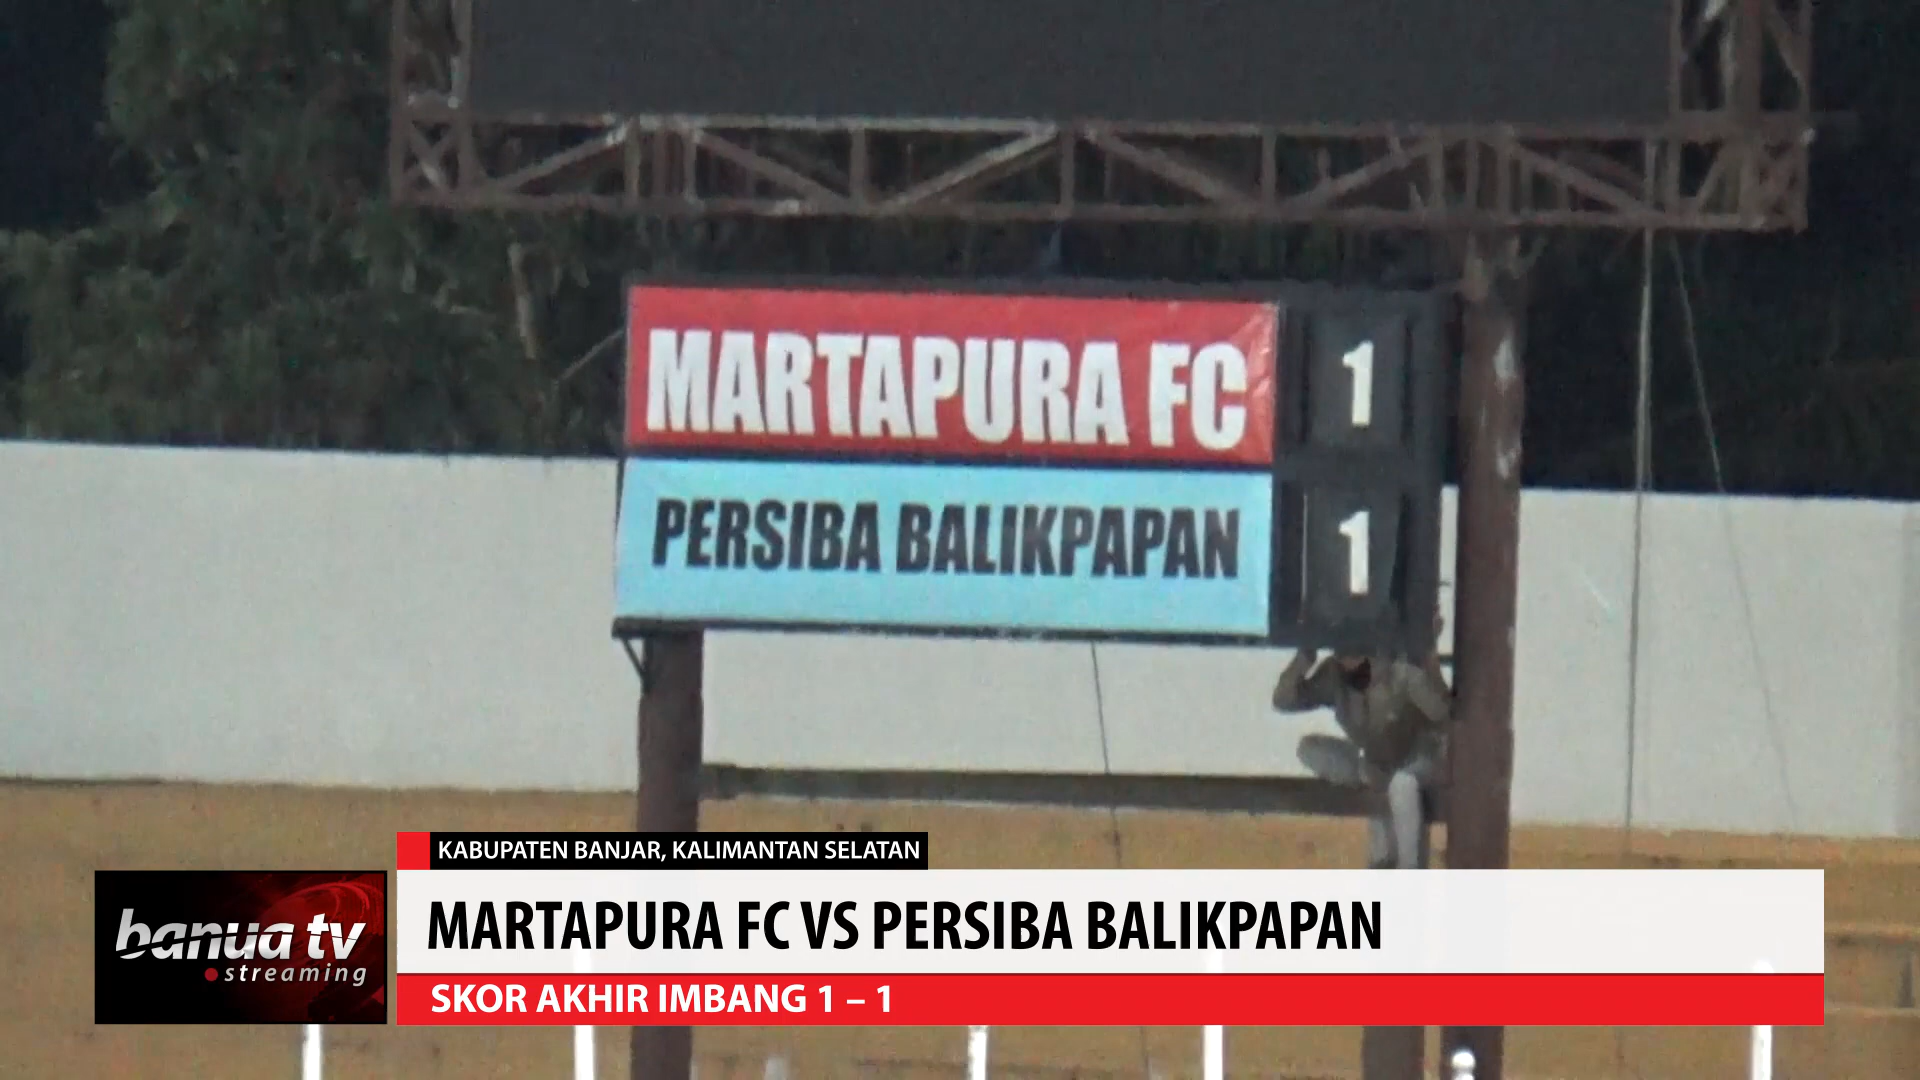 MARTAPURA FC 1
PERSIBA BALIKPAPAN 1
KABUPATEN BANJAR, KALIMANTAN SELATAN
MARTAPURA FC VS PERSIBA BALIKPAPAN
SKOR AKHIR IMBANG 1 – 1
banua tv
streaming